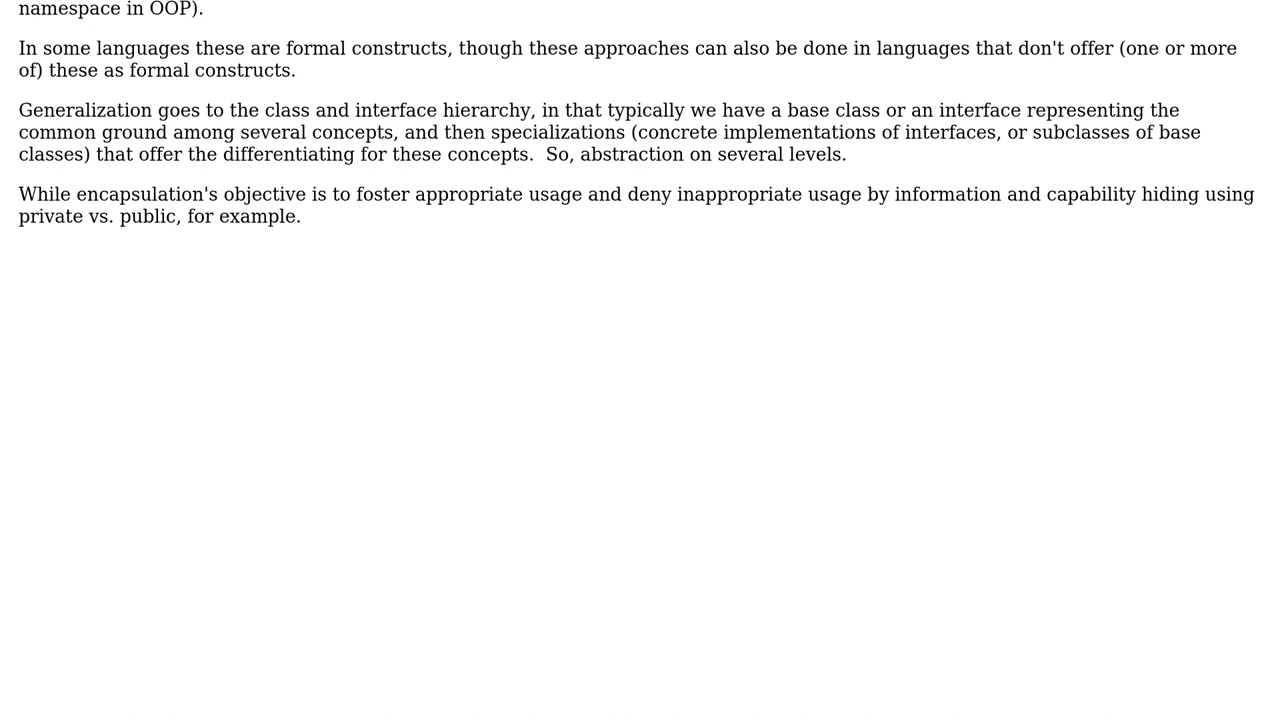 namespace in OOP).
In some languages these are formal constructs, though these approaches can also be done in languages that don't offer (one or more
of) these as formal constructs.
Generalization goes to the class and interface hierarchy, in that typically we have a base class or an interface representing the
common ground among several concepts, and then specializations (concrete implementations of interfaces, or subclasses of base
classes) that offer the differentiating for these concepts.  So, abstraction on several levels.
While encapsulation's objective is to foster appropriate usage and deny inappropriate usage by information and capability hiding using
private vs. public, for example.